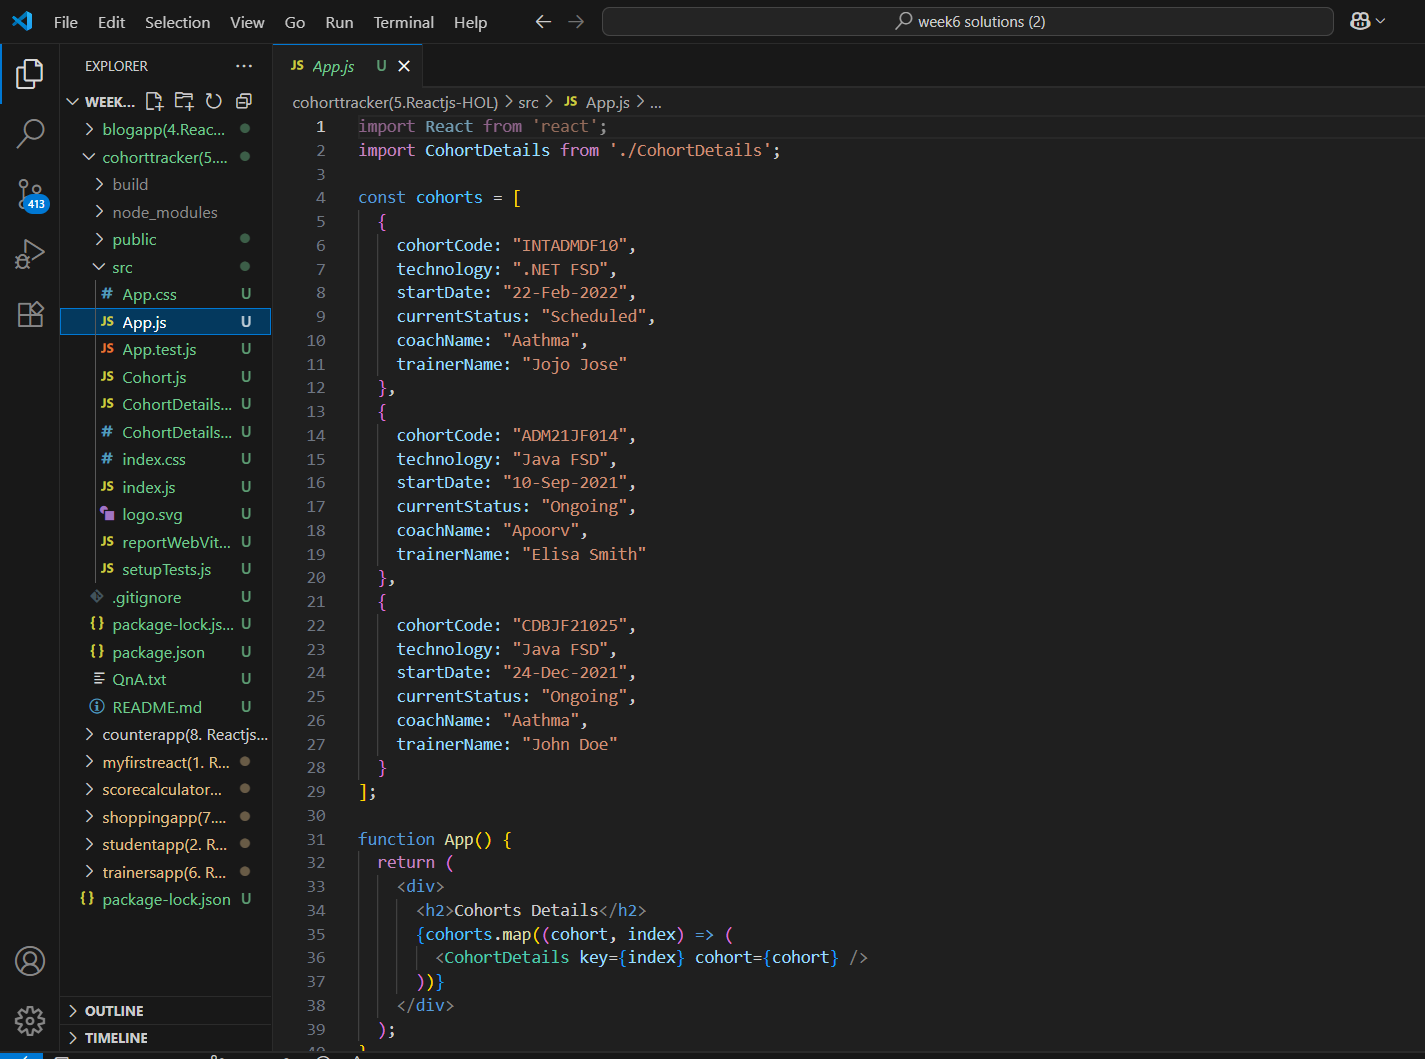 File Edit Selection View Go Run Terminal Help
week6 solutions (2)
EXPLORER
WEEK...
blogapp(4.Reac...
cohorttracker(5....
build
node_modules
public
src
# App.css U
JS App.js U
JS App.test.js U
JS Cohort.js U
JS CohortDetails... U
# CohortDetails... U
# index.css U
JS index.js U
logo.svg U
JS reportWebVit... U
JS setupTests.js U
.gitignore U
{} package-lock.js... U
{} package.json U
QnA.txt U
README.md U
counterapp(8. Reactjs...
myfirstreact(1. R...
scorecalculator...
shoppingapp(7....
studentapp(2. R...
trainersapp(6. R...
{} package-lock.json U
OUTLINE
TIMELINE
413
JS App.js U
cohorttracker(5.Reactjs-HOL) > src > JS App.js > ...
1 import React from 'react';
2 import CohortDetails from './CohortDetails';
3
4 const cohorts = [
5 {
6 cohortCode: "INTADMDF10",
7 technology: ".NET FSD",
8 startDate: "22-Feb-2022",
9 currentStatus: "Scheduled",
10 coachName: "Aathma",
11 trainerName: "Jojo Jose"
12 },
13 {
14 cohortCode: "ADM21JF014",
15 technology: "Java FSD",
16 startDate: "10-Sep-2021",
17 currentStatus: "Ongoing",
18 coachName: "Apoorv",
19 trainerName: "Elisa Smith"
20 },
21 {
22 cohortCode: "CDBJF21025",
23 technology: "Java FSD",
24 startDate: "24-Dec-2021",
25 currentStatus: "Ongoing",
26 coachName: "Aathma",
27 trainerName: "John Doe"
28 }
29 ];
30
31 function App() {
32 return (
33 <div>
34 <h2>Cohorts Details</h2>
35 {cohorts.map((cohort, index) => (
36 <CohortDetails key={index} cohort={cohort} />
37 ))}
38 </div>
39 );
40 }